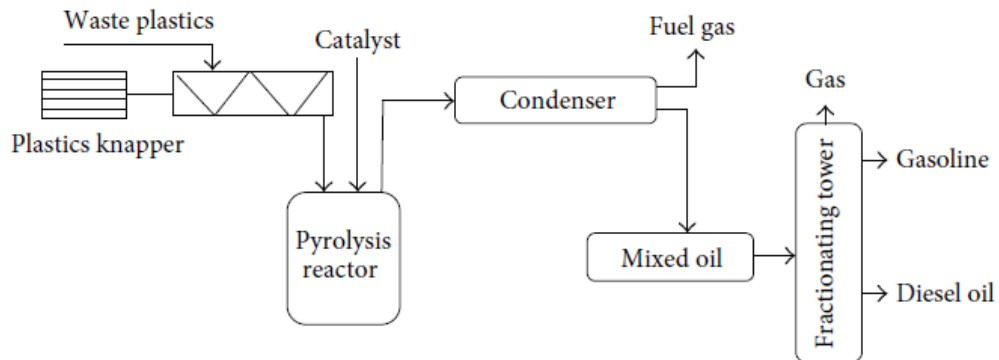 Waste plastics
Catalyst
Fuel gas
Plastics knapper
Condenser
Gas
Gasoline
Pyrolysis
reactor
Mixed oil
Fractionating tower
Diesel oil